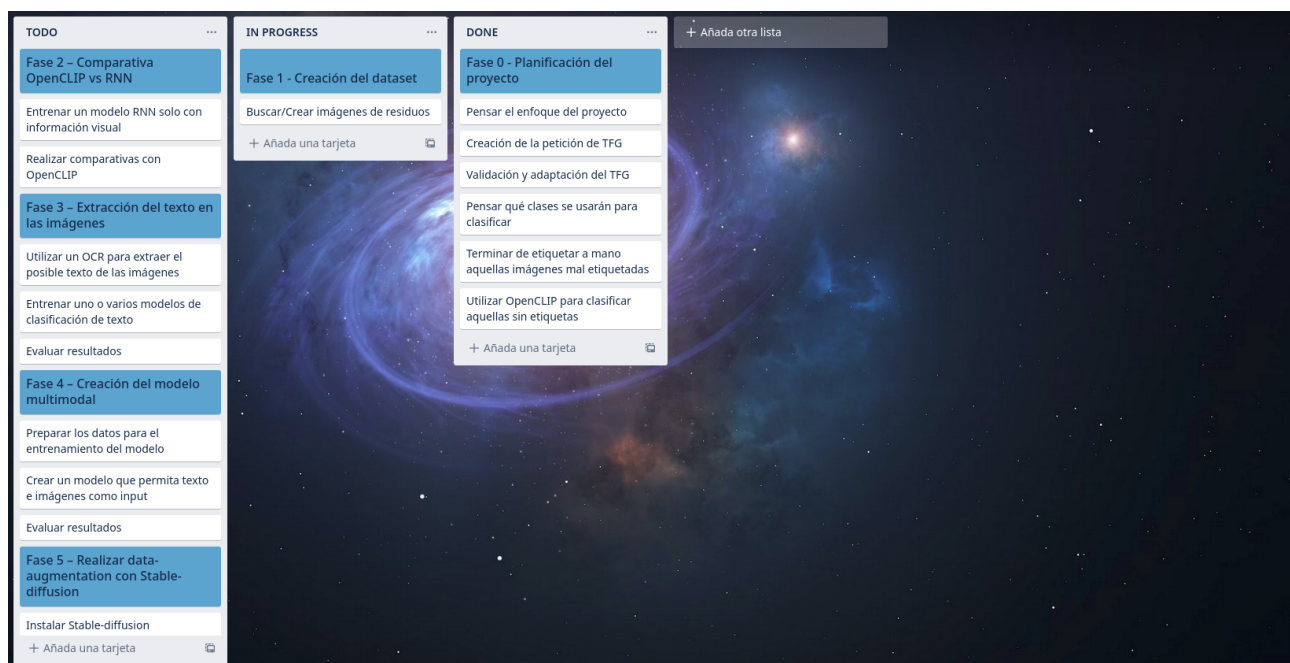 TODO
Fase 2 – Comparativa
OpenCLIP vs RNN
Entrenar un modelo RNN solo con
información visual
Realizar comparativas con
OpenCLIP
Fase 3 – Extracción del texto en
las imágenes
Utilizar un OCR para extraer el
posible texto de las imágenes
Entrenar uno o varios modelos de
clasificación de texto
Evaluar resultados
Fase 4 – Creación del modelo
multimodal
Preparar los datos para el
entrenamiento del modelo
Crear un modelo que permita texto
e imágenes como input
Evaluar resultados
Fase 5 – Realizar data-
augmentation con Stable-
diffusion
Instalar Stable-diffusion
+ Añada una tarjeta
IN PROGRESS
Fase 1 - Creación del dataset
Buscar/Crear imágenes de residuos
+ Añada una tarjeta
DONE
Fase 0 - Planificación del
proyecto
Pensar el enfoque del proyecto
Creación de la petición de TFG
Validación y adaptación del TFG
Pensar qué clases se usarán para
clasificar
Terminar de etiquetar a mano
aquellas imágenes mal etiquetadas
Utilizar OpenCLIP para clasificar
aquellas sin etiquetas
+ Añada una tarjeta
+ Añada otra lista